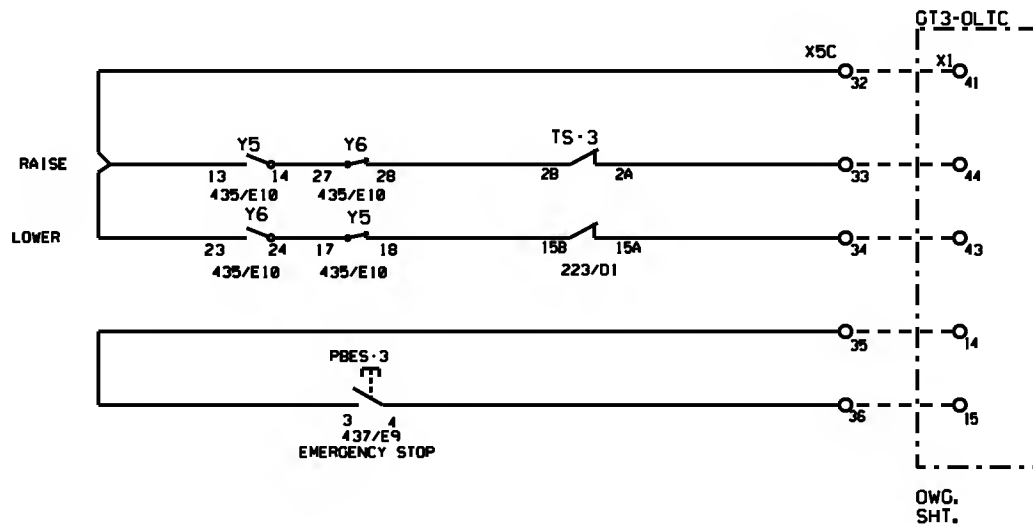 GT3-OLTC
X5C
X1
32
41
Y5
Y6
TS-3
RAISE
13
14
27
28
2B
2A
33
44
435/E10
435/E10
Y6
Y5
LOWER
23
24
17
18
15B
15A
34
43
435/E10
435/E10
223/D1
35
14
PBES-3
3
4
36
15
437/E9
EMERGENCY STOP
DWG.
SHT.